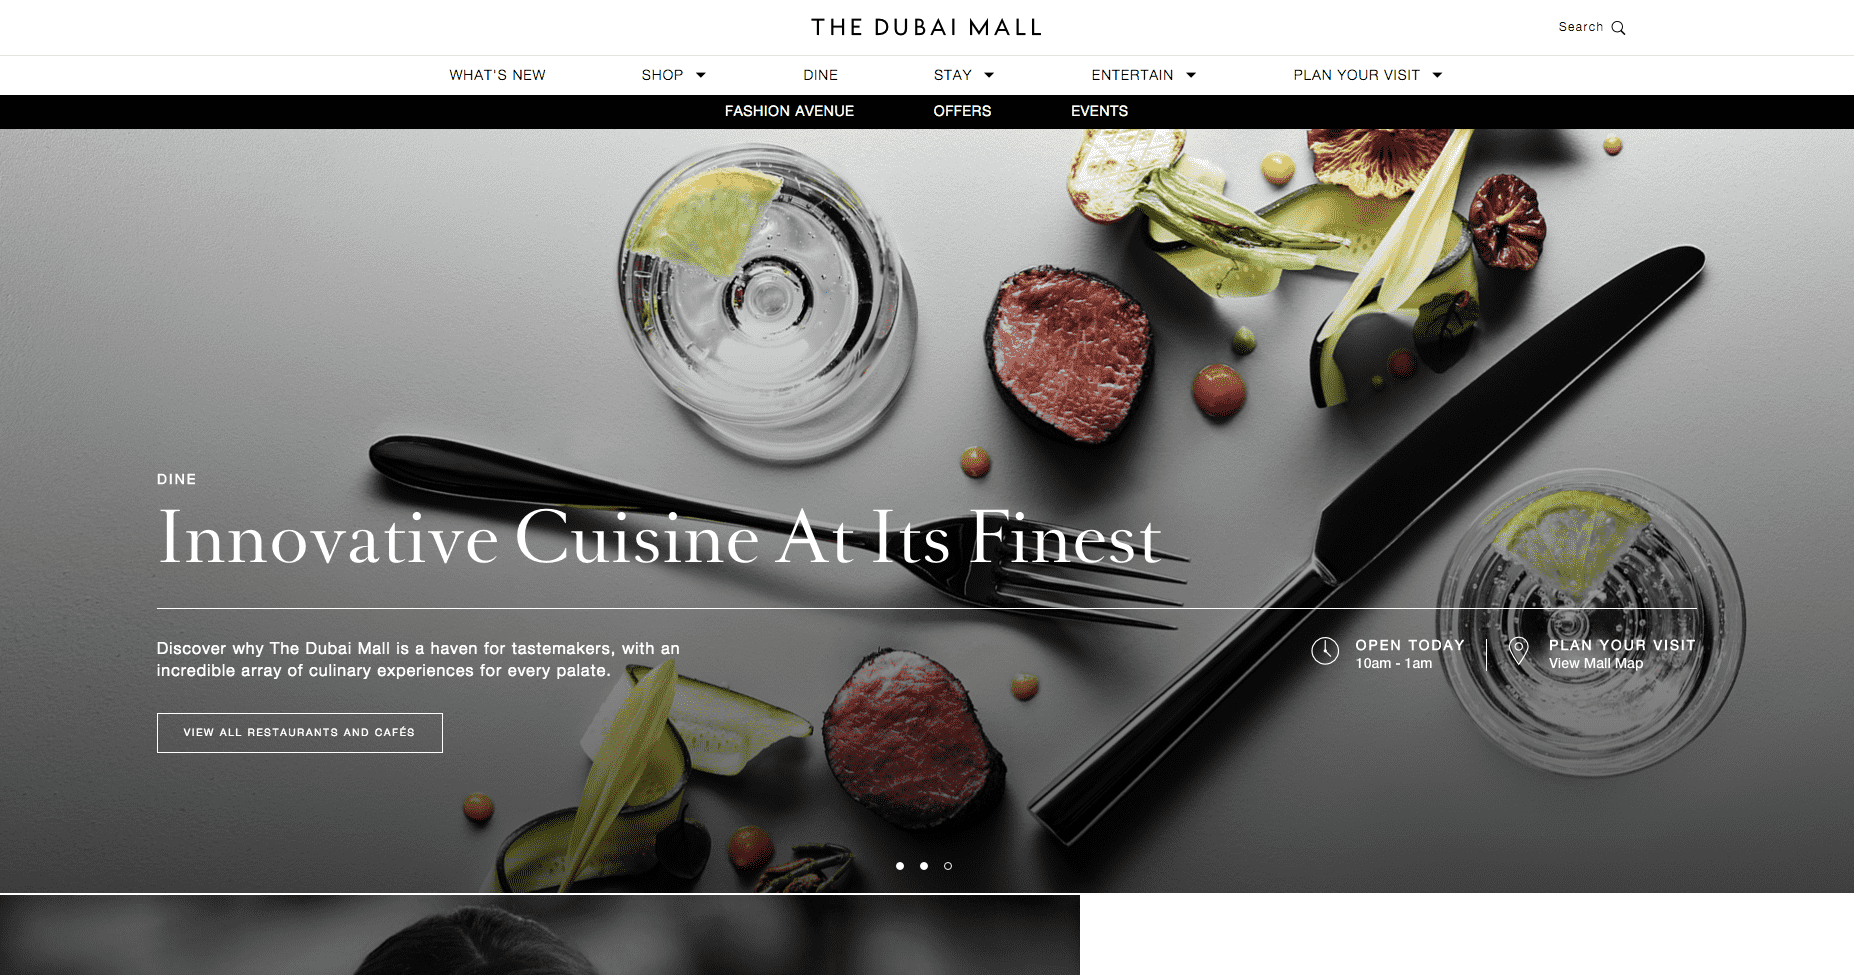 THE DUBAI MALL
Search
WHAT'S NEW
SHOP
DINE
STAY
ENTERTAIN
PLAN YOUR VISIT
FASHION AVENUE
OFFERS
EVENTS
DINE
Innovative Cuisine At Its Finest
Discover why The Dubai Mall is a haven for tastemakers, with an
incredible array of culinary experiences for every palate.
OPEN TODAY
10am - 1am
PLAN YOUR VISIT
View Mall Map
VIEW ALL RESTAURANTS AND CAFÉS